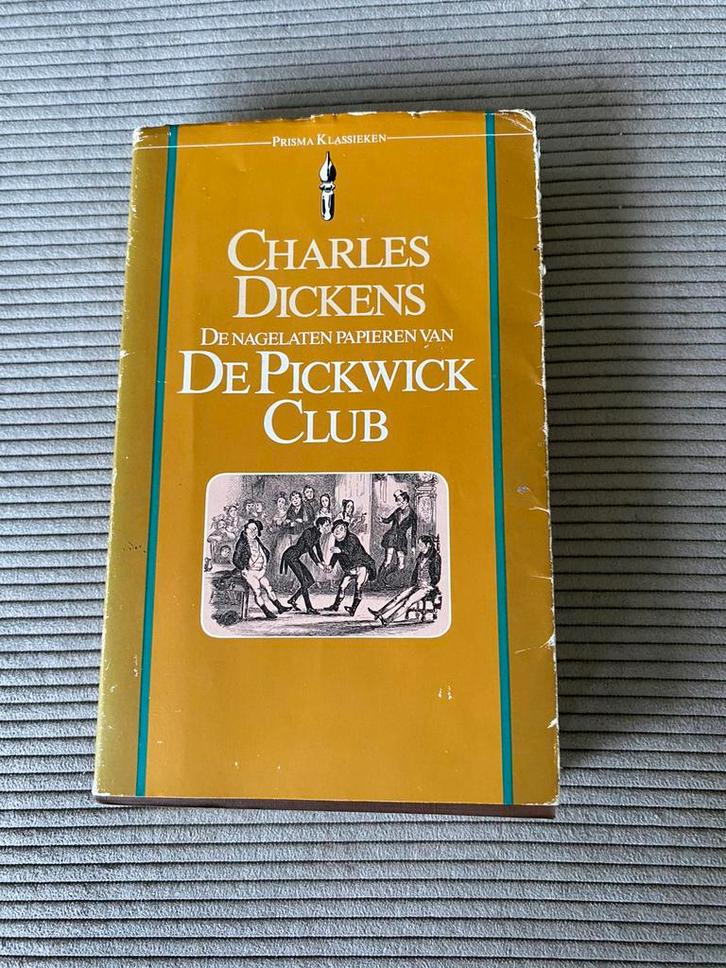 PRISMA KLASSIEKEN
CHARLES
DICKENS
DE NAGELATEN PAPIEREN VAN
DE PICKWICK
CLUB